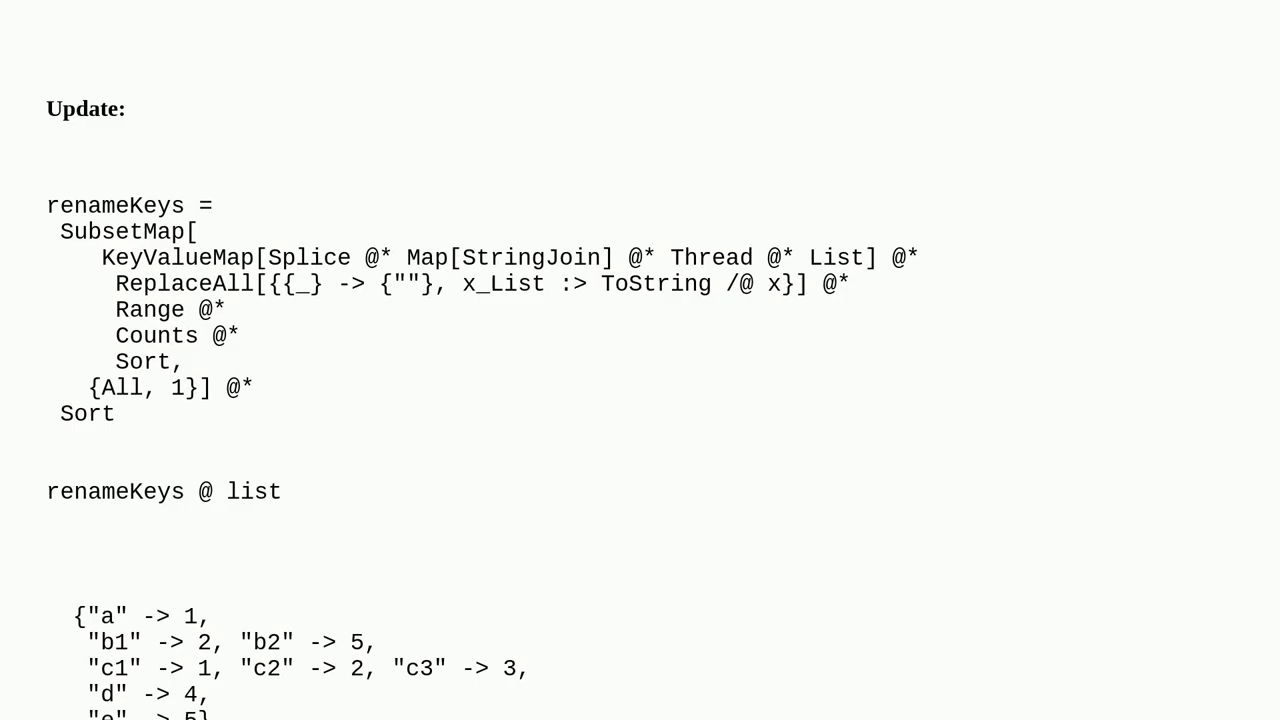 Update:
renameKeys =
SubsetMap[
KeyValueMap[Splice @* Map[StringJoin] @* Thread @* List] @*
ReplaceAll[{{_} -> {""}, x_List :> ToString /@ x}] @*
Range @*
Counts @*
Sort,
{All, 1}] @*
Sort
renameKeys @ list
{"a" -> 1,
"b1" -> 2, "b2" -> 5,
"c1" -> 1, "c2" -> 2, "c3" -> 3,
"d" -> 4,
"e" -> 5}